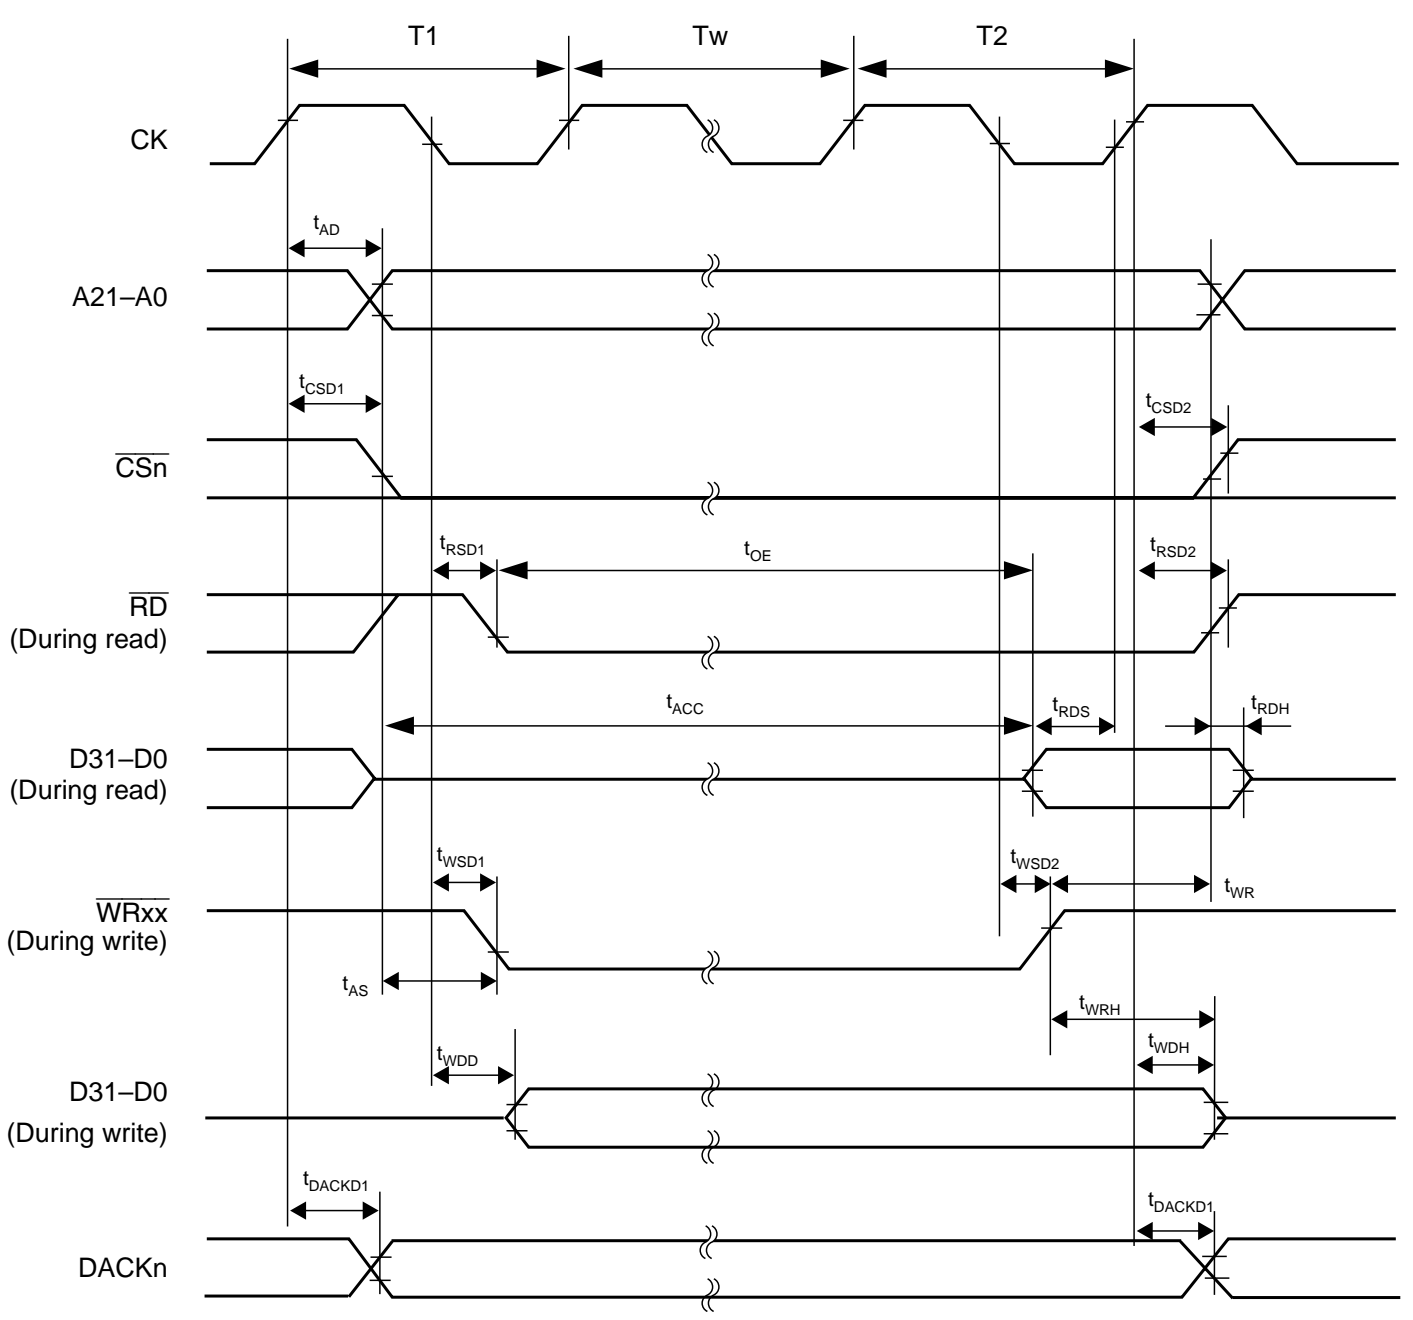 T1 Tw T2
CK
tAD
A21–A0
tCSD1 tCSD2
CSn
tRSD1 tOE tRSD2
RD
(During read)
tACC tRDS tRDH
D31–D0
(During read)
tWSD1 tWSD2 tWR
WRxx
(During write)
tAS
tWRH
tWDD tWDH
D31–D0
(During write)
tDACKD1 tDACKD1
DACKn